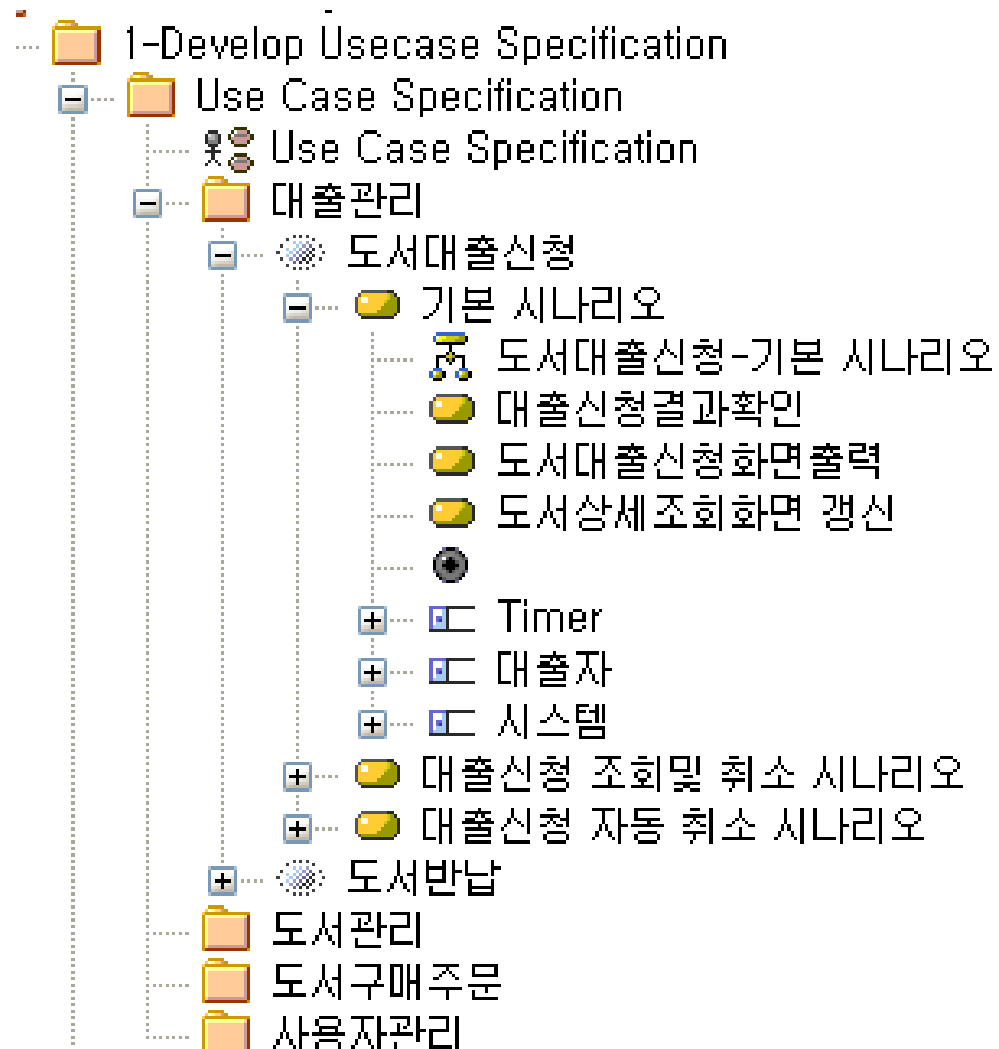 1-Develop Usecase Specification
Use Case Specification
Use Case Specification
대출관리
도서대출신청
기본 시나리오
도서대출신청-기본 시나리오
대출신청결과확인
도서대출신청화면출력
도서상세조회화면 갱신
Timer
대출자
시스템
대출신청 조회및 취소 시나리오
대출신청 자동 취소 시나리오
도서반납
도서관리
도서구매주문
사용자관리